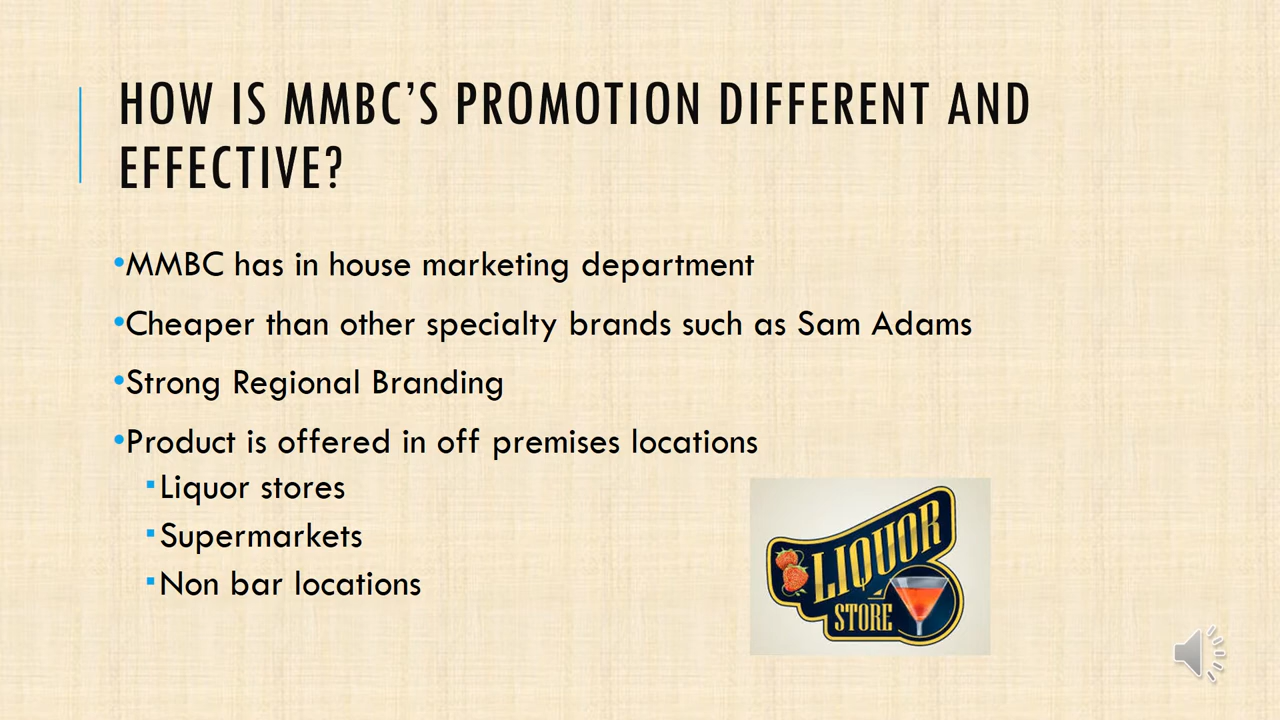 HOW IS MMBC’S PROMOTION DIFFERENT AND
EFFECTIVE?
•MMBC has in house marketing department
•Cheaper than other specialty brands such as Sam Adams
•Strong Regional Branding
•Product is offered in off premises locations
▪Liquor stores
▪Supermarkets
▪Non bar locations
LIQUOR
STORE